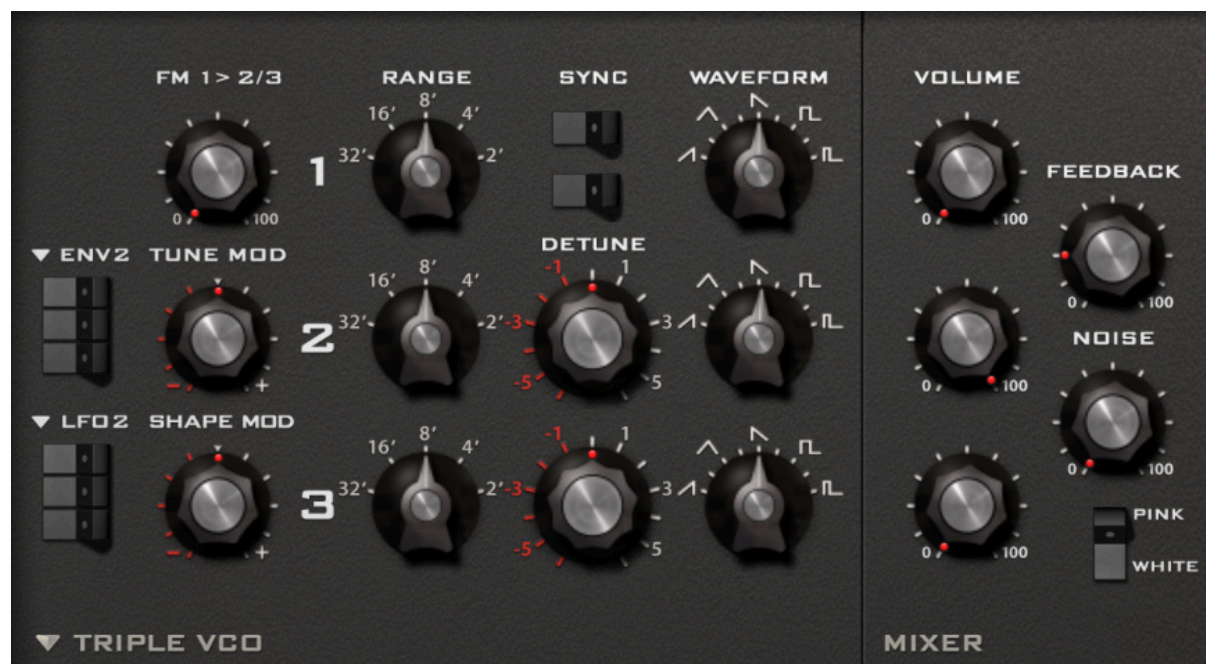 FM 1 > 2/3 RANGE SYNC WAVEFORM VOLUME
16' 8' 4'
32' 2'
1
0 100
0 100
FEEDBACK
0 100
▼ ENV2 TUNE MOD DETUNE
16' 8' 4' -1 1
32' 2' -3 3
2
- + -5 5
0 100
NOISE
0 100
▼ LFO2 SHAPE MOD
16' 8' 4' -1 1
32' 2' -3 3
3
- + -5 5
0 100
PINK
WHITE
▼ TRIPLE VCO MIXER